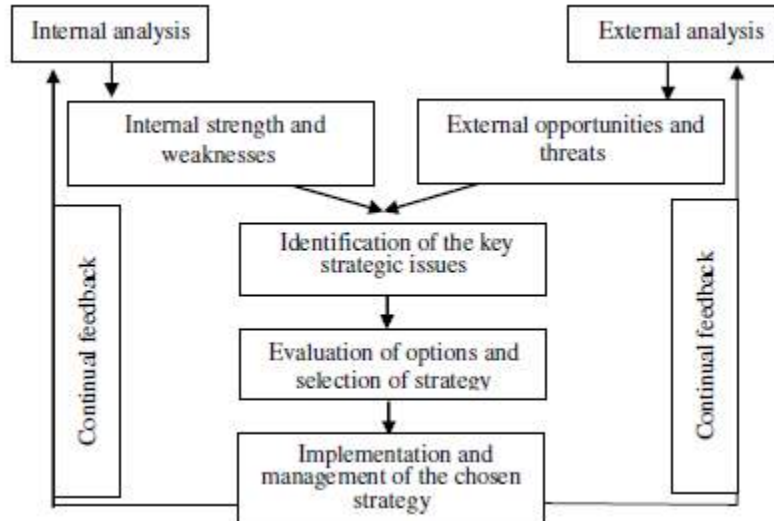 Internal analysis
External analysis
Internal strength and
weaknesses
External opportunities and
threats
Identification of the key
strategic issues
Evaluation of options and
selection of strategy
Implementation and
management of the chosen
strategy
Continual feedback
Continual feedback